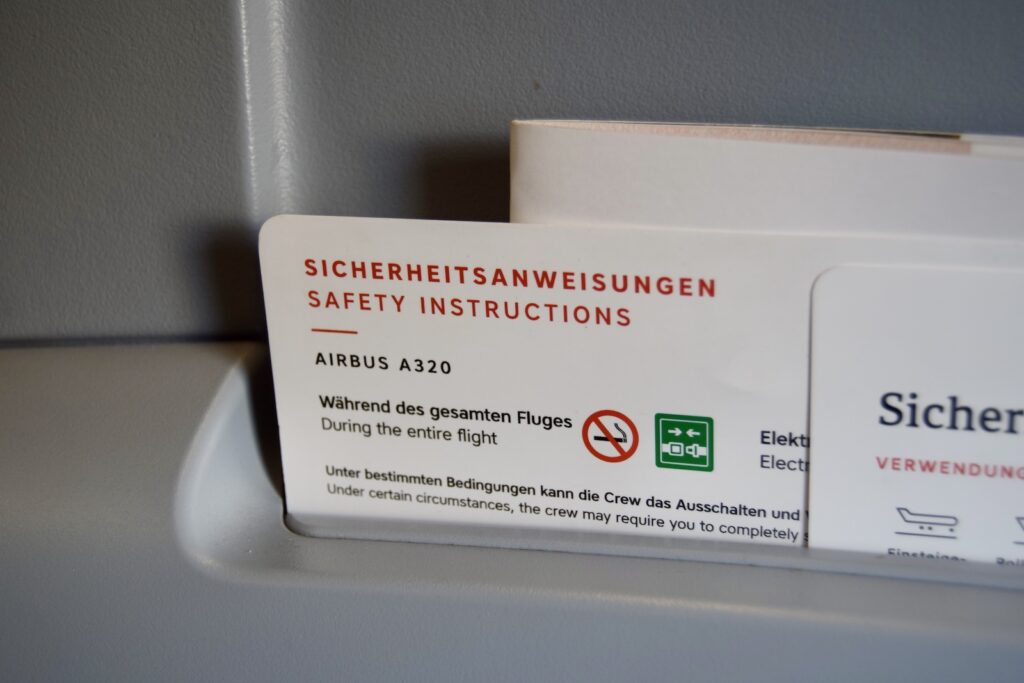 SICHERHEITSANWEISUNGEN
SAFETY INSTRUCTIONS
AIRBUS A320
Während des gesamten Fluges
During the entire flight
Elekt
Electr
Unter bestimmten Bedingungen kann die Crew das Ausschalten und
Under certain circumstances, the crew may require you to completely
Sicher
VERWENDUNG
Einsteige